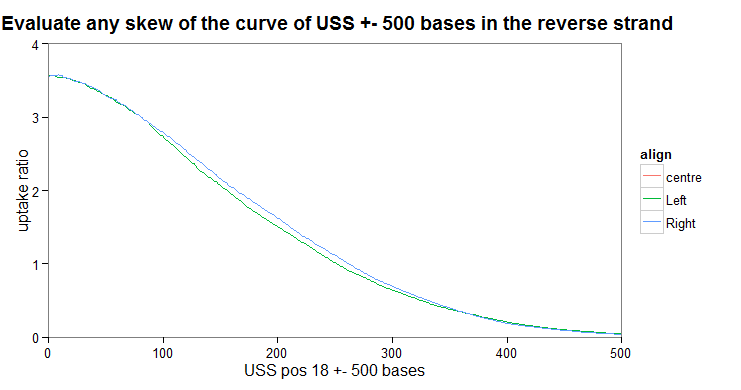 Evaluate any skew of the curve of USS +- 500 bases in the reverse strand
4
3
2
1
0
uptake ratio
0 100 200 300 400 500
USS pos 18 +- 500 bases
align
centre
Left
Right